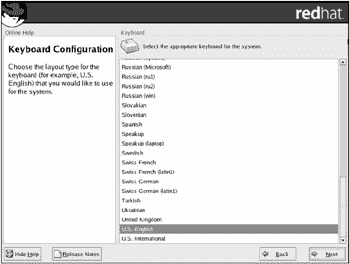 redhat.
Online Help
Keyboard Configuration
Choose the layout type for the
keyboard (for example, U.S.
English) that you would like to use
for the system.
Keyboard
Select the appropriate keyboard for the system.
Russian (Microsoft)
Russian (ru1)
Russian (ru2)
Russian (win)
Slovakian
Slovenian
Spanish
Speakup
Speakup (laptop)
Swedish
Swiss French
Swiss French (latin1)
Swiss German
Swiss German (latin1)
Turkish
Ukrainian
United Kingdom
U.S. English
U.S. International
Hide Help
Release Notes
Back
Next